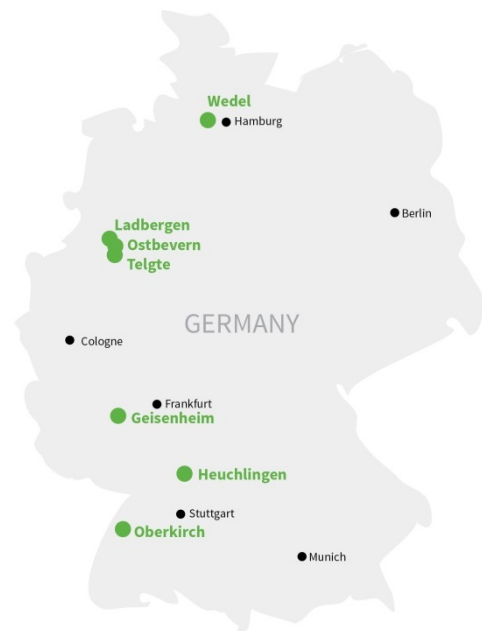 Wedel
Hamburg
Berlin
Ladbergen
Ostbevern
Telgte
GERMANY
Cologne
Frankfurt
Geisenheim
Heuchlingen
Stuttgart
Oberkirch
Munich